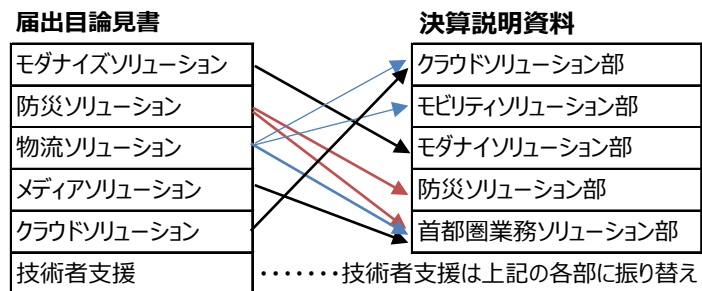 届出目論見書
決算説明資料
モダナイズソリューション
防災ソリューション
物流ソリューション
メディアソリューション
クラウドソリューション
技術者支援
クラウドソリューション部
モビリティソリューション部
モダナイソリューション部
防災ソリューション部
首都圏業務ソリューション部
・・・・・・・技術者支援は上記の各部に振り替え